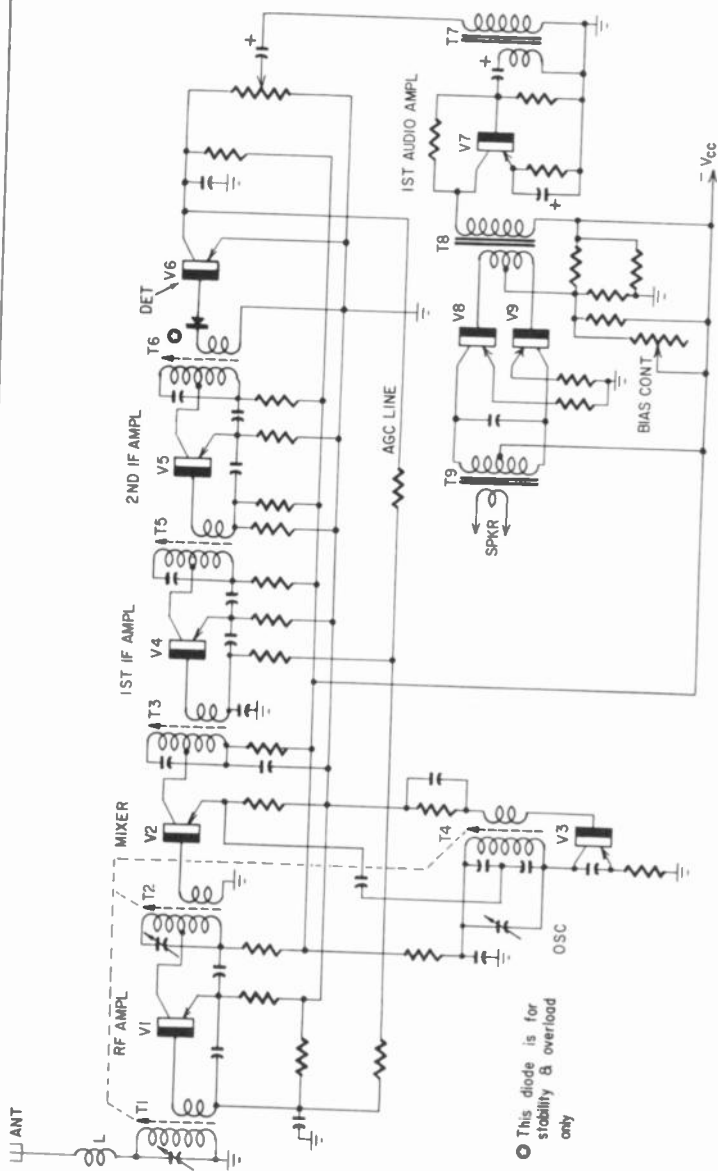 ANT
L
T1
RF AMPL
V1
T2
MIXER
V2
T3
1ST IF AMPL
V4
T5
2ND IF AMPL
V5
T6
DET
V6
AGC LINE
T4
V3
OSC
1ST AUDIO AMPL
V7
T7
T8
V8
V9
T9
SPKR
BIAS CONT
- Vcc
+
+
+
This diode is for
stability & overload
only